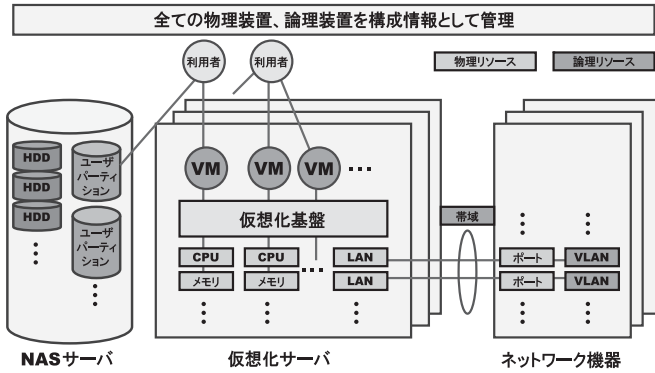 全ての物理装置、論理装置を構成情報として管理
利用者
利用者
物理リソース
論理リソース
HDD
HDD
HDD
ユーザ
パーティ
ション
ユーザ
パーティ
ション
VM
VM
VM
仮想化基盤
帯域
CPU
CPU
LAN
ポート
VLAN
メモリ
メモリ
LAN
ポート
VLAN
NASサーバ
仮想化サーバ
ネットワーク機器